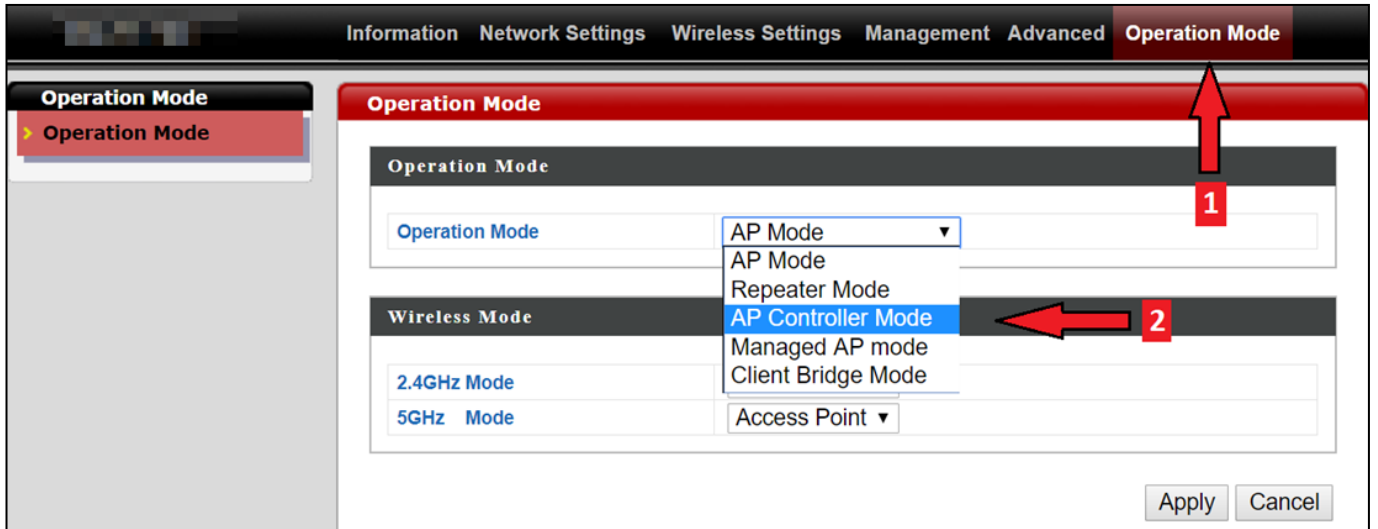 Information Network Settings Wireless Settings Management Advanced Operation Mode
Operation Mode
Operation Mode
Operation Mode
1
Operation Mode
Operation Mode AP Mode
AP Mode
Repeater Mode
AP Controller Mode
2
Managed AP mode
Client Bridge Mode
Wireless Mode
2.4GHz Mode
5GHz Mode Access Point
Apply Cancel